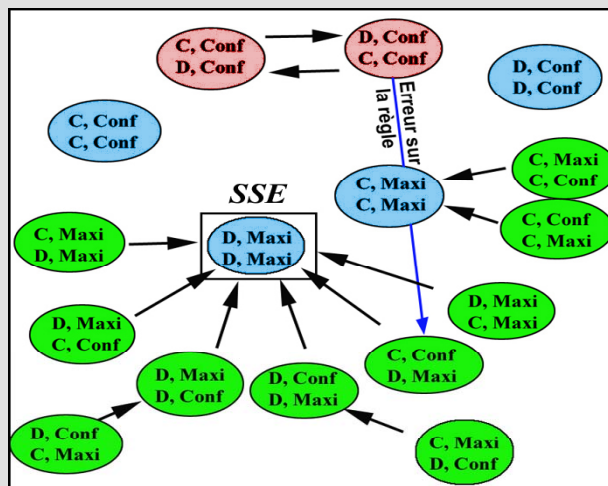 C, Conf
D, Conf
D, Conf
C, Conf
D, Conf
D, Conf
C, Conf
C, Conf
Erreur sur
la règle
C, Maxi
C, Conf
C, Maxi
C, Maxi
SSE
C, Conf
C, Maxi
C, Maxi
D, Maxi
D, Maxi
D, Maxi
D, Maxi
C, Maxi
D, Maxi
C, Conf
C, Conf
D, Maxi
D, Maxi
D, Conf
D, Conf
D, Maxi
D, Conf
C, Maxi
C, Maxi
D, Conf